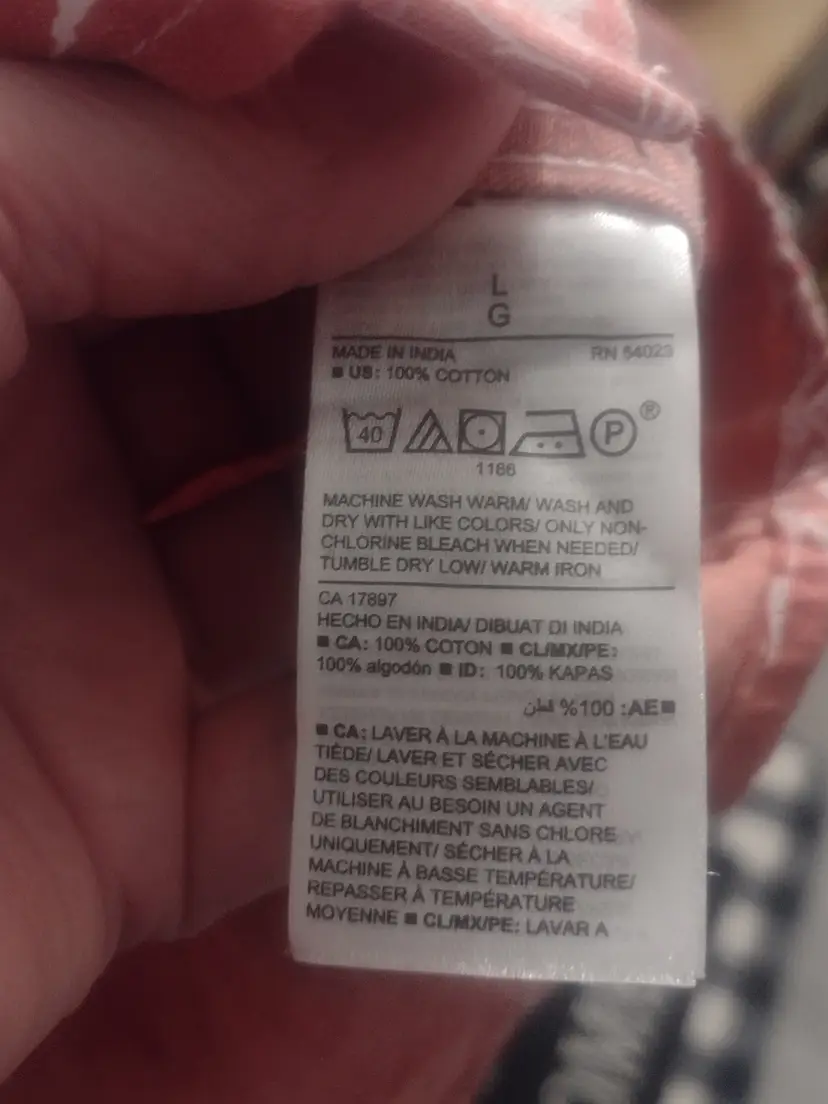 L
G
MADE IN INDIA RN 54023
■ US: 100% COTTON
40 P ®
1186
MACHINE WASH WARM/ WASH AND
DRY WITH LIKE COLORS/ ONLY NON-
CHLORINE BLEACH WHEN NEEDED/
TUMBLE DRY LOW/ WARM IRON
CA 17897
HECHO EN INDIA/ DIBUAT DI INDIA
■ CA: 100% COTON ■ CL/MX/PE:
100% algodón ■ ID: 100% KAPAS
■AE: 100% قطن
■ CA: LAVER À LA MACHINE À L'EAU
TIÈDE/ LAVER ET SÉCHER AVEC
DES COULEURS SEMBLABLES/
UTILISER AU BESOIN UN AGENT
DE BLANCHIMENT SANS CHLORE
UNIQUEMENT/ SÉCHER À LA
MACHINE À BASSE TEMPÉRATURE/
REPASSER À TEMPÉRATURE
MOYENNE ■ CL/MX/PE: LAVAR A